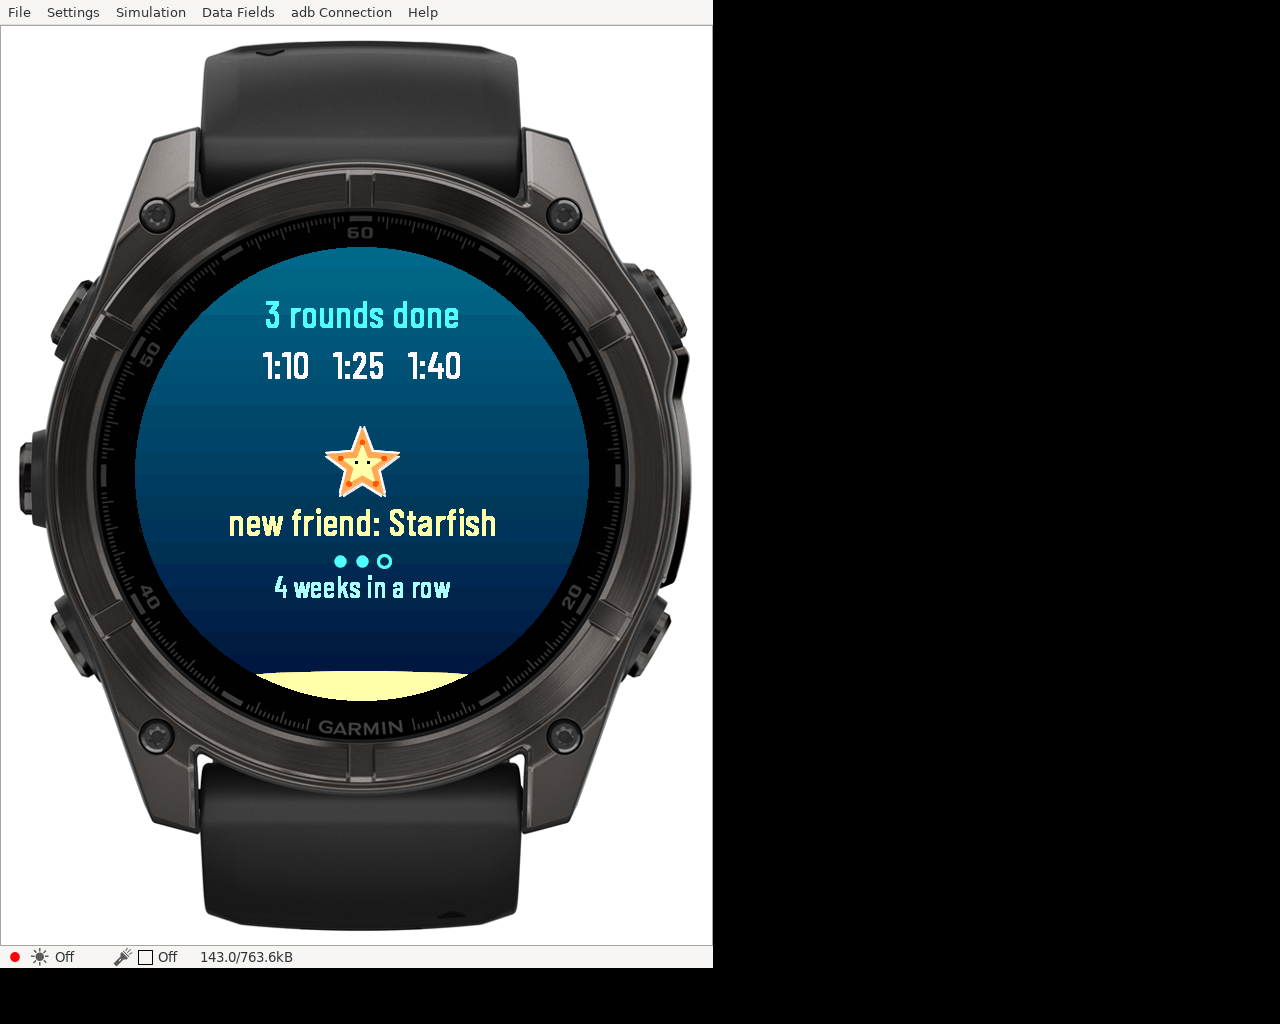 File Settings Simulation Data Fields adb Connection Help
60
50
3 rounds done
1:10 1:25 1:40
new friend: Starfish
4 weeks in a row
40
20
GARMIN
Off Off 143.0/763.6kB